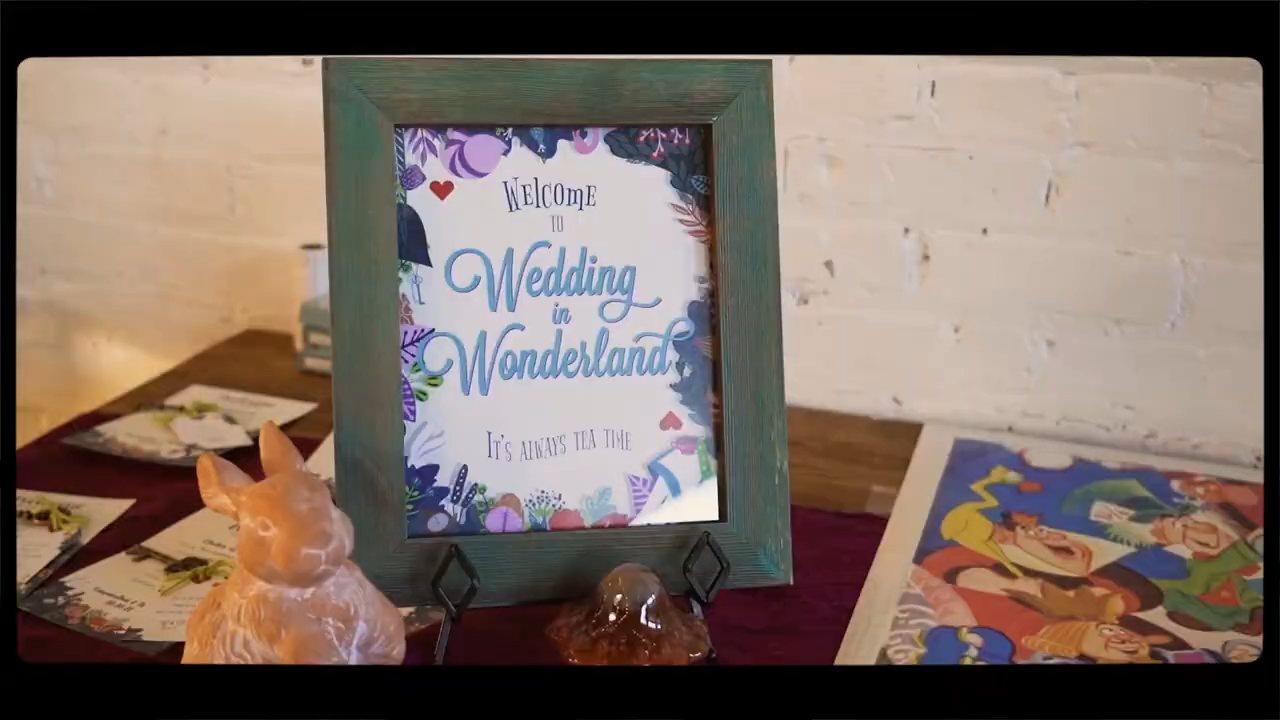 Welcome
to
Wedding
in
Wonderland
It's always tea time